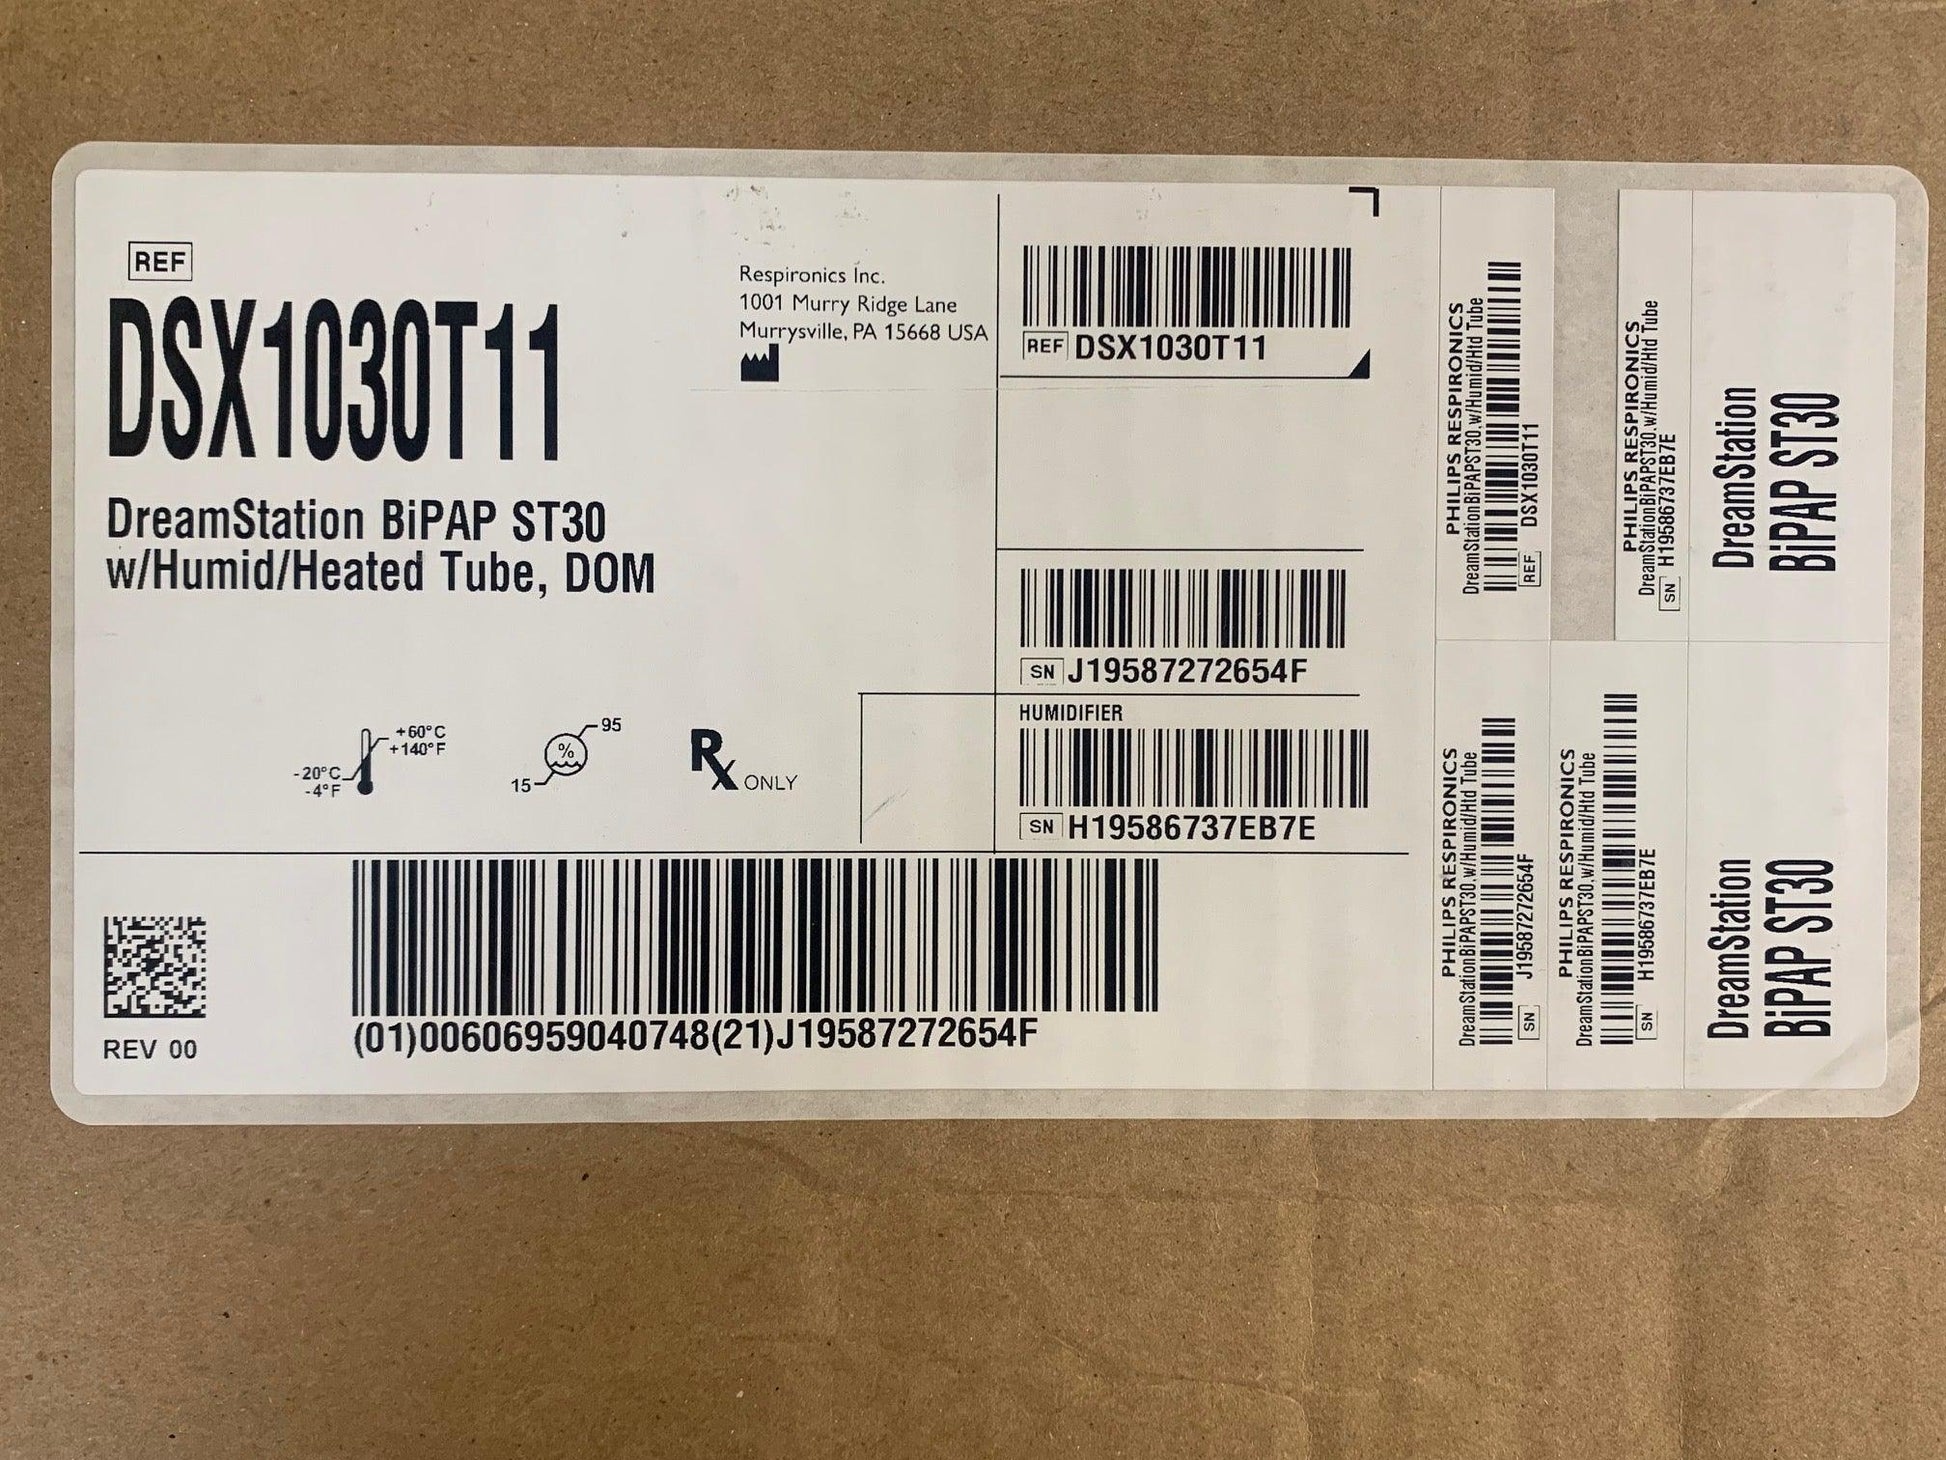 REF
DSX1030T11
DreamStation BiPAP ST30
w/Humid/Heated Tube, DOM
Respironics Inc.
1001 Murry Ridge Lane
Murrysville, PA 15668 USA
REF DSX1030T11
SN J19587272654F
HUMIDIFIER
SN H19586737EB7E
+60°C
+140°F
-20°C
-4°F
95
%
15
Rx ONLY
REV 00
(01)00606959040748(21)J19587272654F
PHILIPS RESPIRONICS
DreamStationBiPAPST30,w/Humid/Htd Tube
REF DSX1030T11
PHILIPS RESPIRONICS
DreamStationBiPAPST30,w/Humid/Htd Tube
SN H19586737EB7E
DreamStation
BiPAP ST30
PHILIPS RESPIRONICS
DreamStationBiPAPST30,w/Humid/Htd Tube
SN J19587272654F
PHILIPS RESPIRONICS
DreamStationBiPAPST30,w/Humid/Htd Tube
SN H19586737EB7E
DreamStation
BiPAP ST30